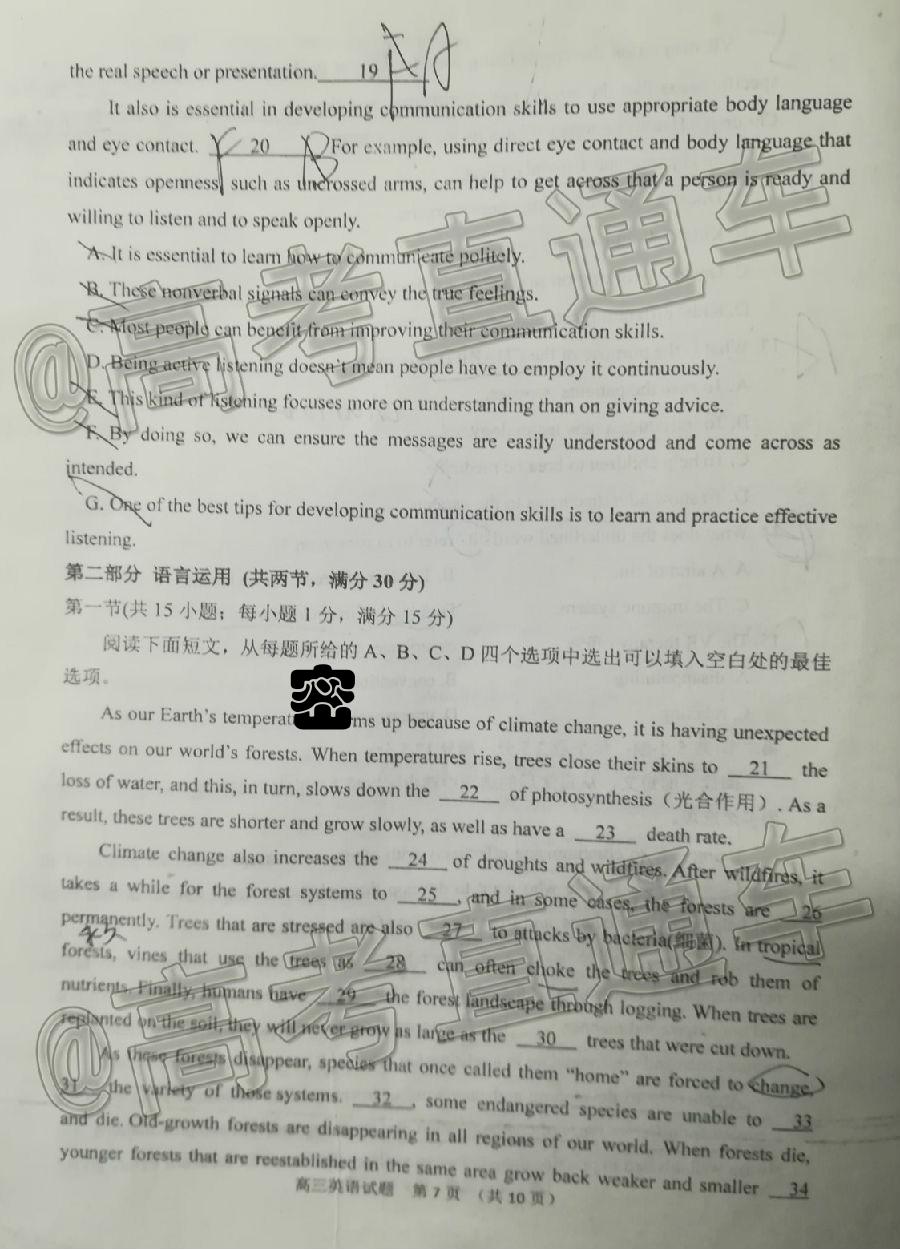 the real speech or presentation. 19
It also is essential in developing communication skills to use appropriate body language
and eye contact. 20 For example, using direct eye contact and body language that
indicates openness, such as uncrossed arms, can help to get across that a person is ready and
willing to listen and to speak openly.
A. It is essential to learn how to communicate politely.
B. These nonverbal signals can convey the true feelings.
C. Most people can benefit from improving their communication skills.
D. Being active listening doesn't mean people have to employ it continuously.
E. This kind of listening focuses more on understanding than on giving advice.
F. By doing so, we can ensure the messages are easily understood and come across as
intended.
G. One of the best tips for developing communication skills is to learn and practice effective
listening.
第二部分 语言运用 (共两节，满分 30 分)
第一节(共 15 小题；每小题 1 分，满分 15 分)
阅读下面短文，从每题所给的 A、B、C、D 四个选项中选出可以填入空白处的最佳
选项。
As our Earth's up because of climate change, it is having unexpected
effects on our world's forests. When temperatures rise, trees close their skins to 21 the
loss of water, and this, in turn, slows down the 22 of photosynthesis（光合作用）. As a
result, these trees are shorter and grow slowly, as well as have a 23 death rate.
Climate change also increases the 24 of droughts and wildfires. After wildfires, it
takes a while for the forest systems to 25 , and in some cases, the forests are 26
permanently. Trees that are stressed are also 27 to attacks by bacteria(细菌). In tropical
forests, vines that use the trees as 28 can often choke the trees and rob them of
nutrients. Finally, humans have 29 the forest landscape through logging. When trees are
replanted on the soil, they will never grow as large as the 30 trees that were cut down.
As these forests disappear, species that once called them "home" are forced to change,
31 the variety of those systems. 32 , some endangered species are unable to 33
and die. Old-growth forests are disappearing in all regions of our world. When forests die,
younger forests that are reestablished in the same area grow back weaker and smaller 34
高三英语试题 第 7 页 （共 10 页）
@高考直通车
@高考直通车